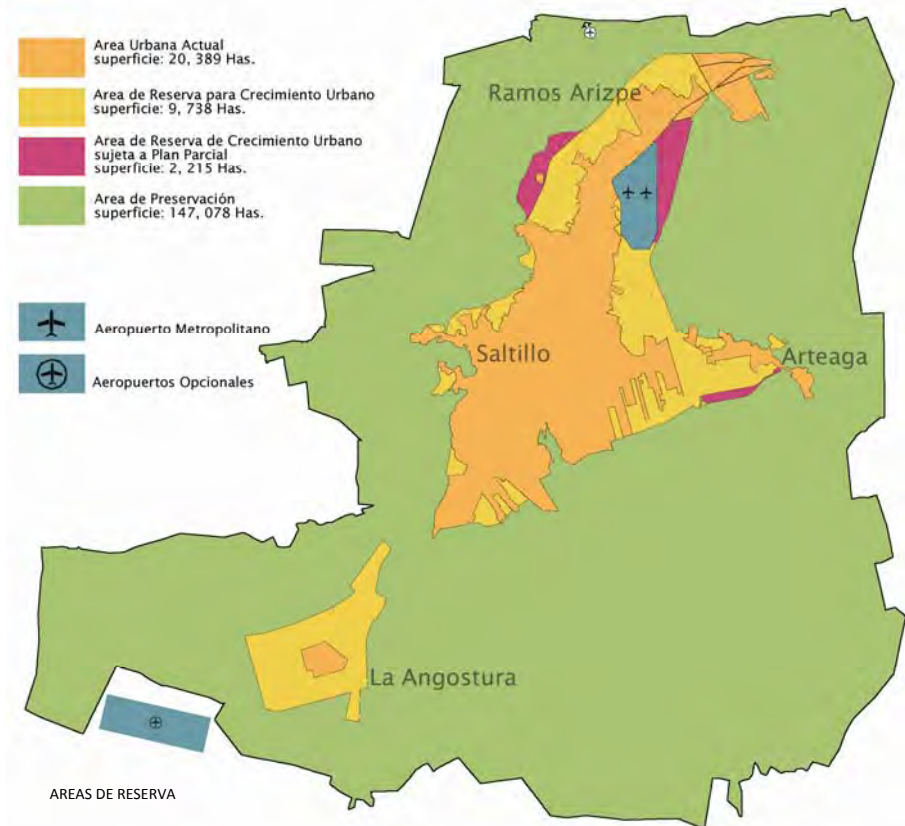 Area Urbana Actual
superficie: 20, 389 Has.
Area de Reserva para Crecimiento Urbano
superficie: 9, 738 Has.
Area de Reserva de Crecimiento Urbano
sujeta a Plan Parcial
superficie: 2, 215 Has.
Area de Preservación
superficie: 147, 078 Has.
Aeropuerto Metropolitano
Aeropuertos Opcionales
Ramos Arizpe
Saltillo
Arteaga
La Angostura
AREAS DE RESERVA